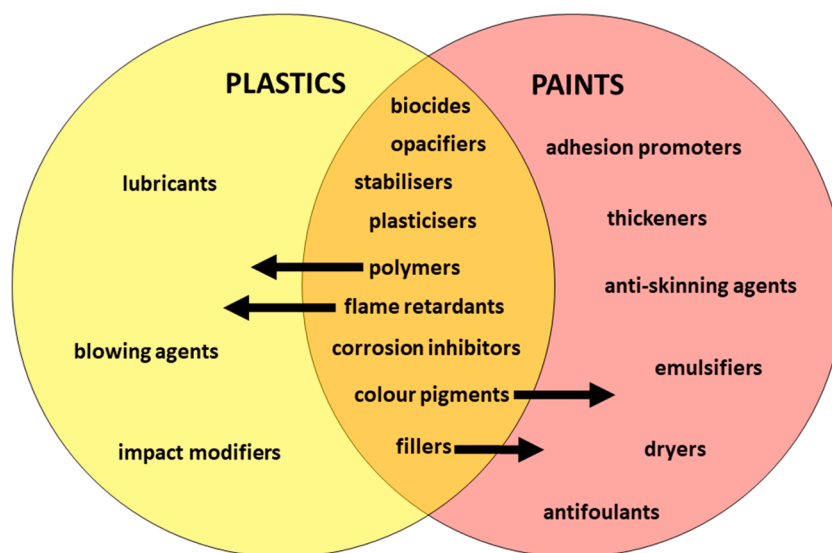 PLASTICS
PAINTS
biocides
opacifiers
adhesion promoters
stabilisers
lubricants
plasticisers
thickeners
polymers
anti-skinning agents
flame retardants
corrosion inhibitors
blowing agents
emulsifiers
colour pigments
fillers
dryers
impact modifiers
antifoulants